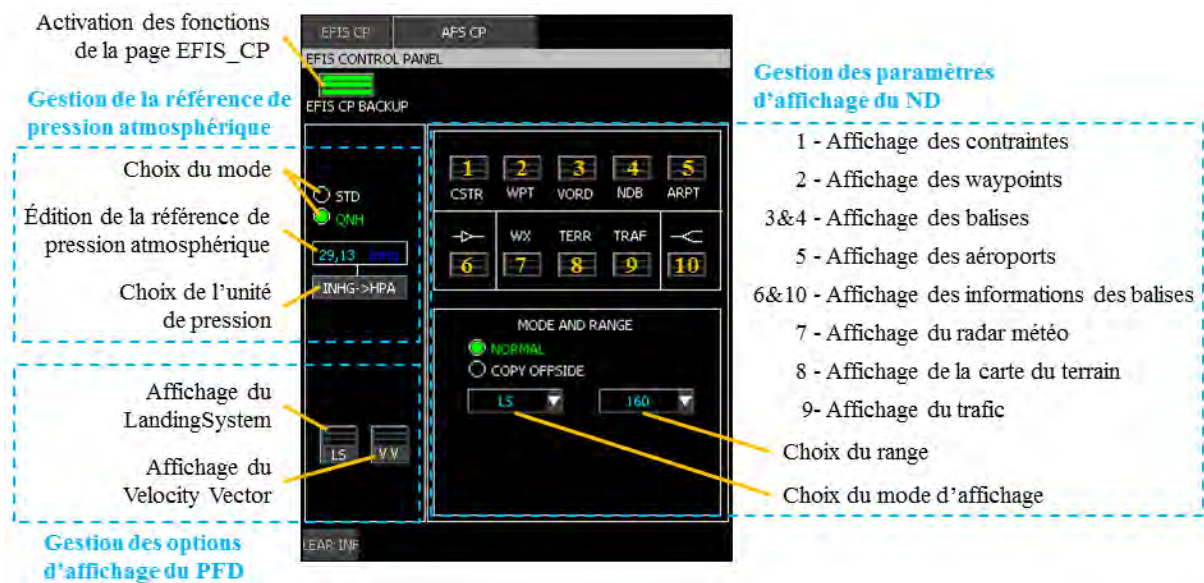 Activation des fonctions
de la page EFIS_CP
Gestion de la référence de
pression atmosphérique
Choix du mode
Édition de la référence de
pression atmosphérique
Choix de l'unité
de pression
Affichage du
LandingSystem
Affichage du
Velocity Vector
Gestion des options
d'affichage du PFD
EFIS CP AFS CP
EFIS CONTROL PANEL
EFIS CP BACKUP
STD
QNH
29,13 INHG
INHG->HPA
LS VV
LEAR INF
1 2 3 4 5
CSTR WPT VORD NDB ARPT
WX TERR TRAF
6 7 8 9 10
MODE AND RANGE
NORMAL
COPY OFFSIDE
LS 160
Gestion des paramètres
d'affichage du ND
1 - Affichage des contraintes
2 - Affichage des waypoints
3&4 - Affichage des balises
5 - Affichage des aéroports
6&10 - Affichage des informations des balises
7 - Affichage du radar météo
8 - Affichage de la carte du terrain
9- Affichage du trafic
Choix du range
Choix du mode d'affichage